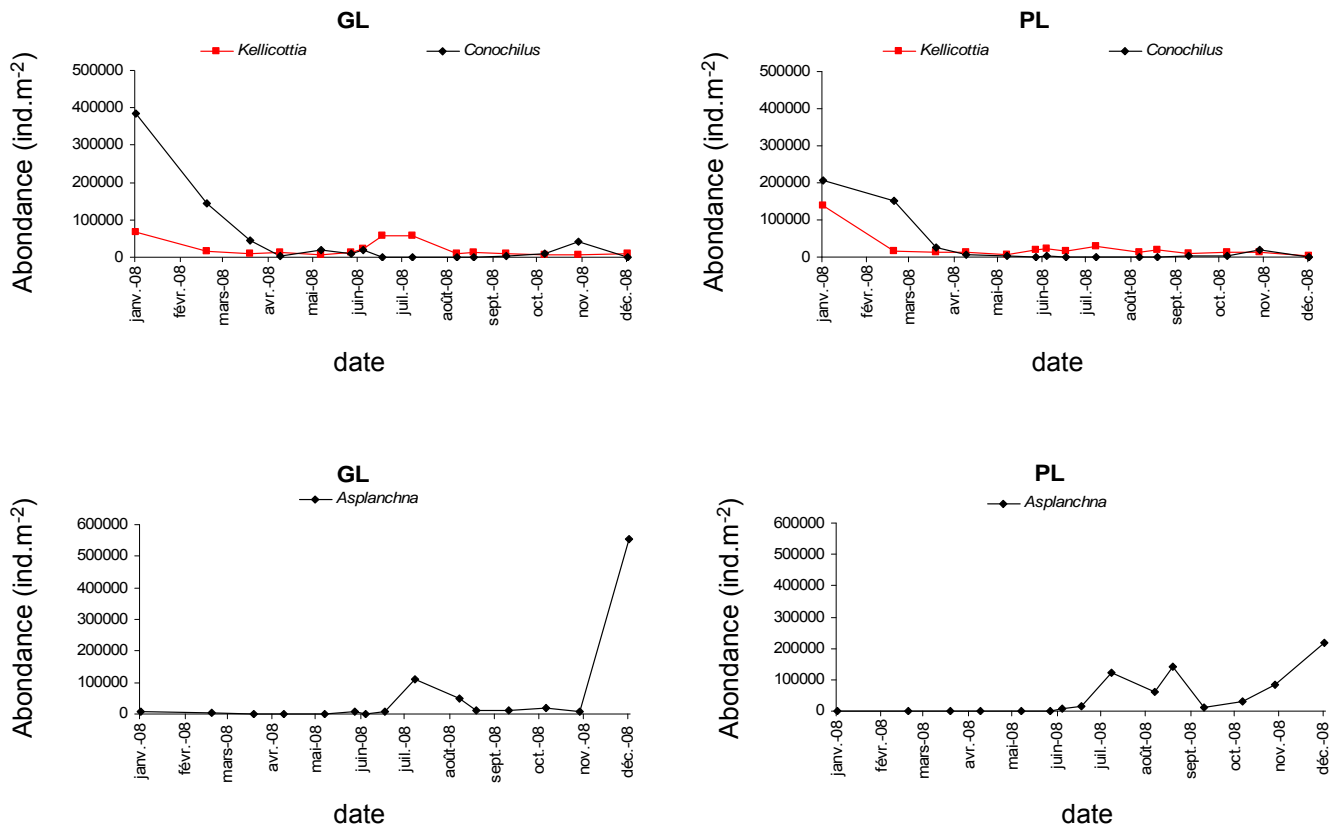 GL
Kellicottia Conochilus
Abondance (ind.m-2)
500000
400000
300000
200000
100000
0
janv.-08 févr.-08 mars-08 avr.-08 mai-08 juin-08 juil.-08 août-08 sept.-08 oct.-08 nov.-08 déc.-08
date
PL
Kellicottia Conochilus
Abondance (ind.m-2)
500000
400000
300000
200000
100000
0
janv.-08 févr.-08 mars-08 avr.-08 mai-08 juin-08 juil.-08 août-08 sept.-08 oct.-08 nov.-08 déc.-08
date
GL
Asplanchna
Abondance (ind.m-2)
600000
500000
400000
300000
200000
100000
0
janv.-08 févr.-08 mars-08 avr.-08 mai-08 juin-08 juil.-08 août-08 sept.-08 oct.-08 nov.-08 déc.-08
date
PL
Asplanchna
Abondance (ind.m-2)
600000
500000
400000
300000
200000
100000
0
janv.-08 févr.-08 mars-08 avr.-08 mai-08 juin-08 juil.-08 août-08 sept.-08 oct.-08 nov.-08 déc.-08
date